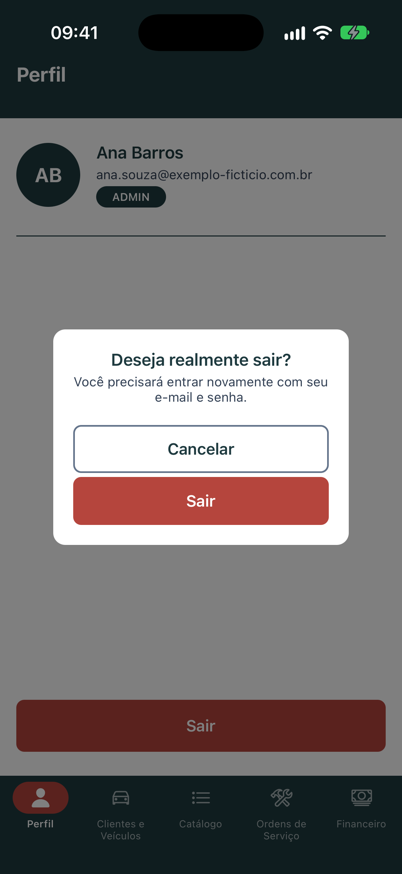 09:41
Perfil
AB
Ana Barros
ana.souza@exemplo-ficticio.com.br
ADMIN
Deseja realmente sair?
Você precisará entrar novamente com seu
e-mail e senha.
Cancelar
Sair
Sair
Perfil
Clientes e
Veículos
Catálogo
Ordens de
Serviço
Financeiro